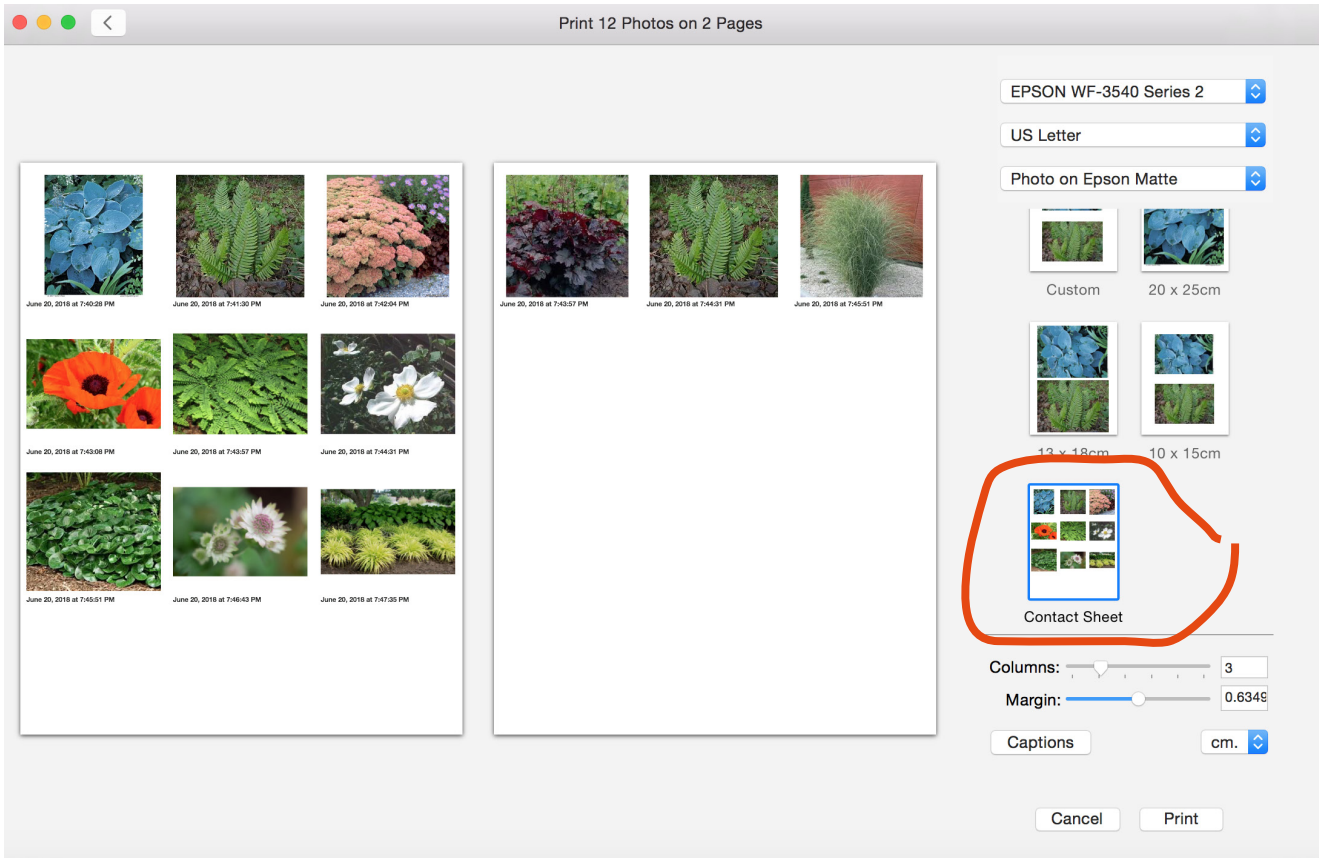 Print 12 Photos on 2 Pages
EPSON WF-3540 Series 2
US Letter
Photo on Epson Matte
June 20, 2018 at 7:40:28 PM
June 20, 2018 at 7:41:30 PM
June 20, 2018 at 7:42:04 PM
June 20, 2018 at 7:43:08 PM
June 20, 2018 at 7:43:57 PM
June 20, 2018 at 7:44:31 PM
June 20, 2018 at 7:45:51 PM
June 20, 2018 at 7:46:43 PM
June 20, 2018 at 7:47:35 PM
June 20, 2018 at 7:43:57 PM
June 20, 2018 at 7:44:31 PM
June 20, 2018 at 7:45:51 PM
Custom
20 x 25cm
13 x 18cm
10 x 15cm
Contact Sheet
Columns: 3
Margin: 0.6349
Captions
cm.
Cancel
Print